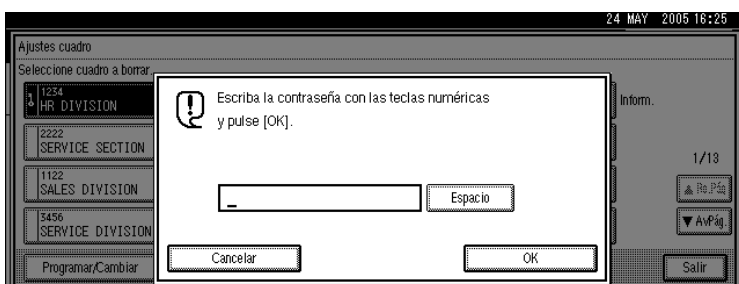 24 MAY 2005 16:25
Ajustes cuadro
Seleccione cuadro a borrar.
1234
HR DIVISION
2222
SERVICE SECTION
1122
SALES DIVISION
3456
SERVICE DIVISION
Programar/Cambiar
Escriba la contraseña con las teclas numéricas
y pulse [OK].
_
Espacio
Cancelar
OK
Inform.
1/13
▲ Re.Pág
▼ AvPág.
Salir